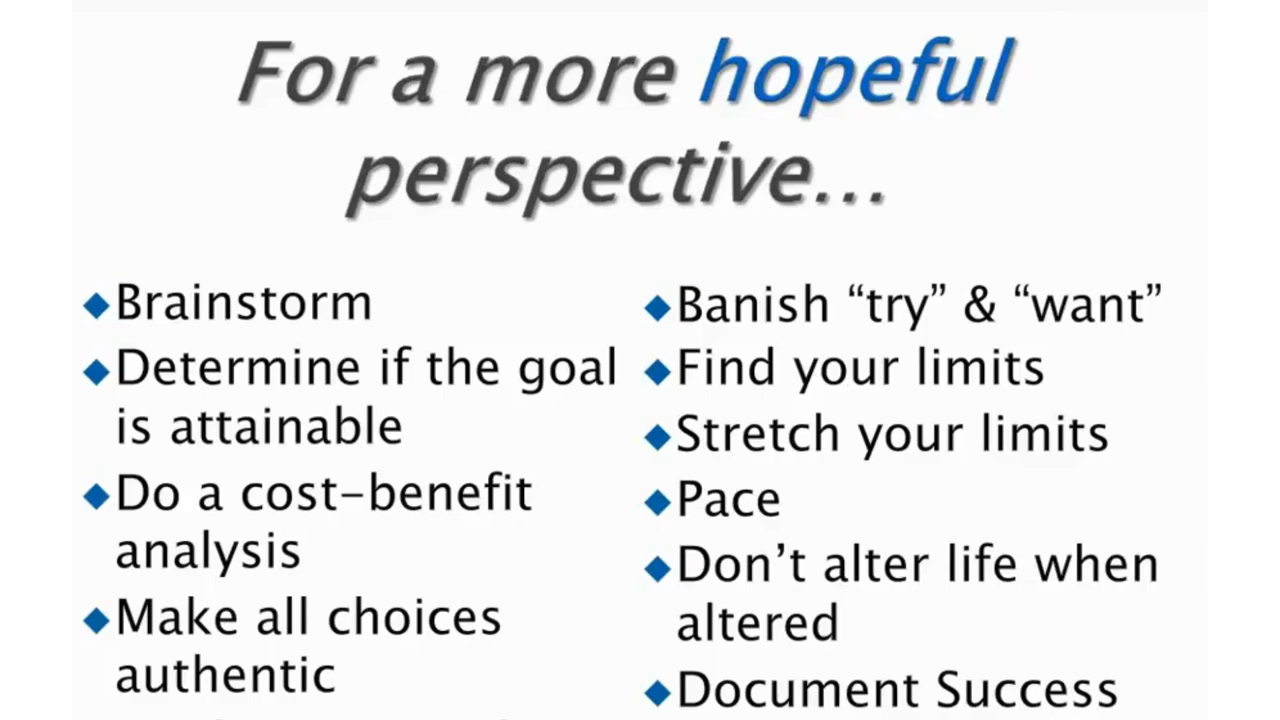 For a more hopeful
perspective...
Brainstorm
Determine if the goal
is attainable
Do a cost-benefit
analysis
Make all choices
authentic
Banish “try” & “want”
Find your limits
Stretch your limits
Pace
Don’t alter life when
altered
Document Success